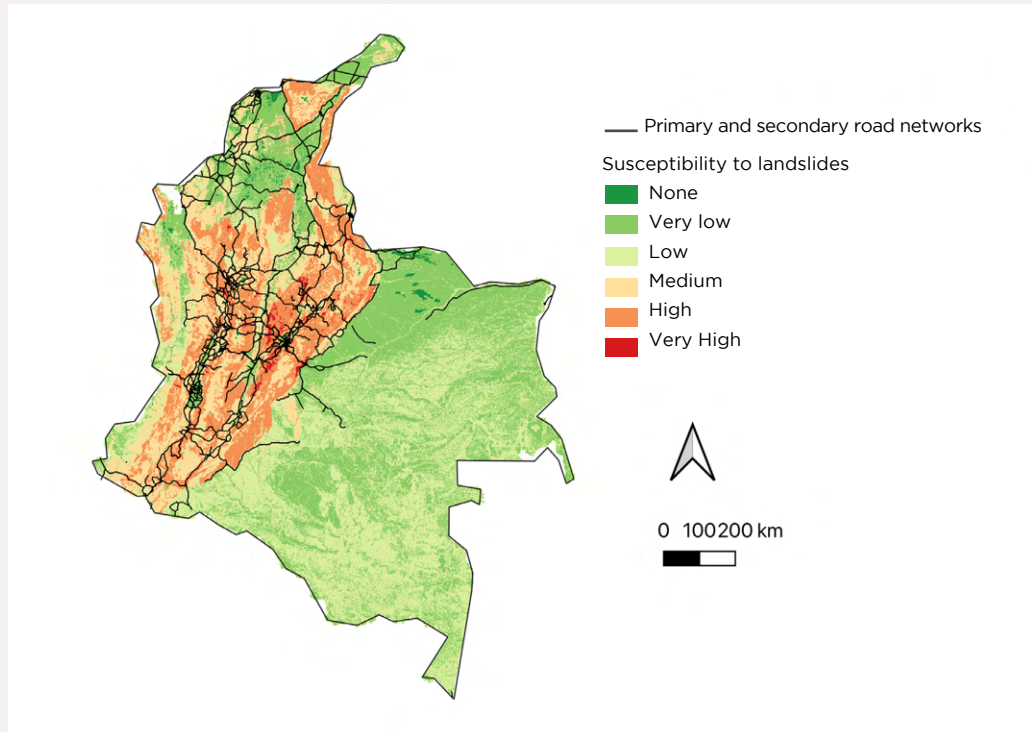 Primary and secondary road networks
Susceptibility to landslides
None
Very low
Low
Medium
High
Very High
0 100200 km